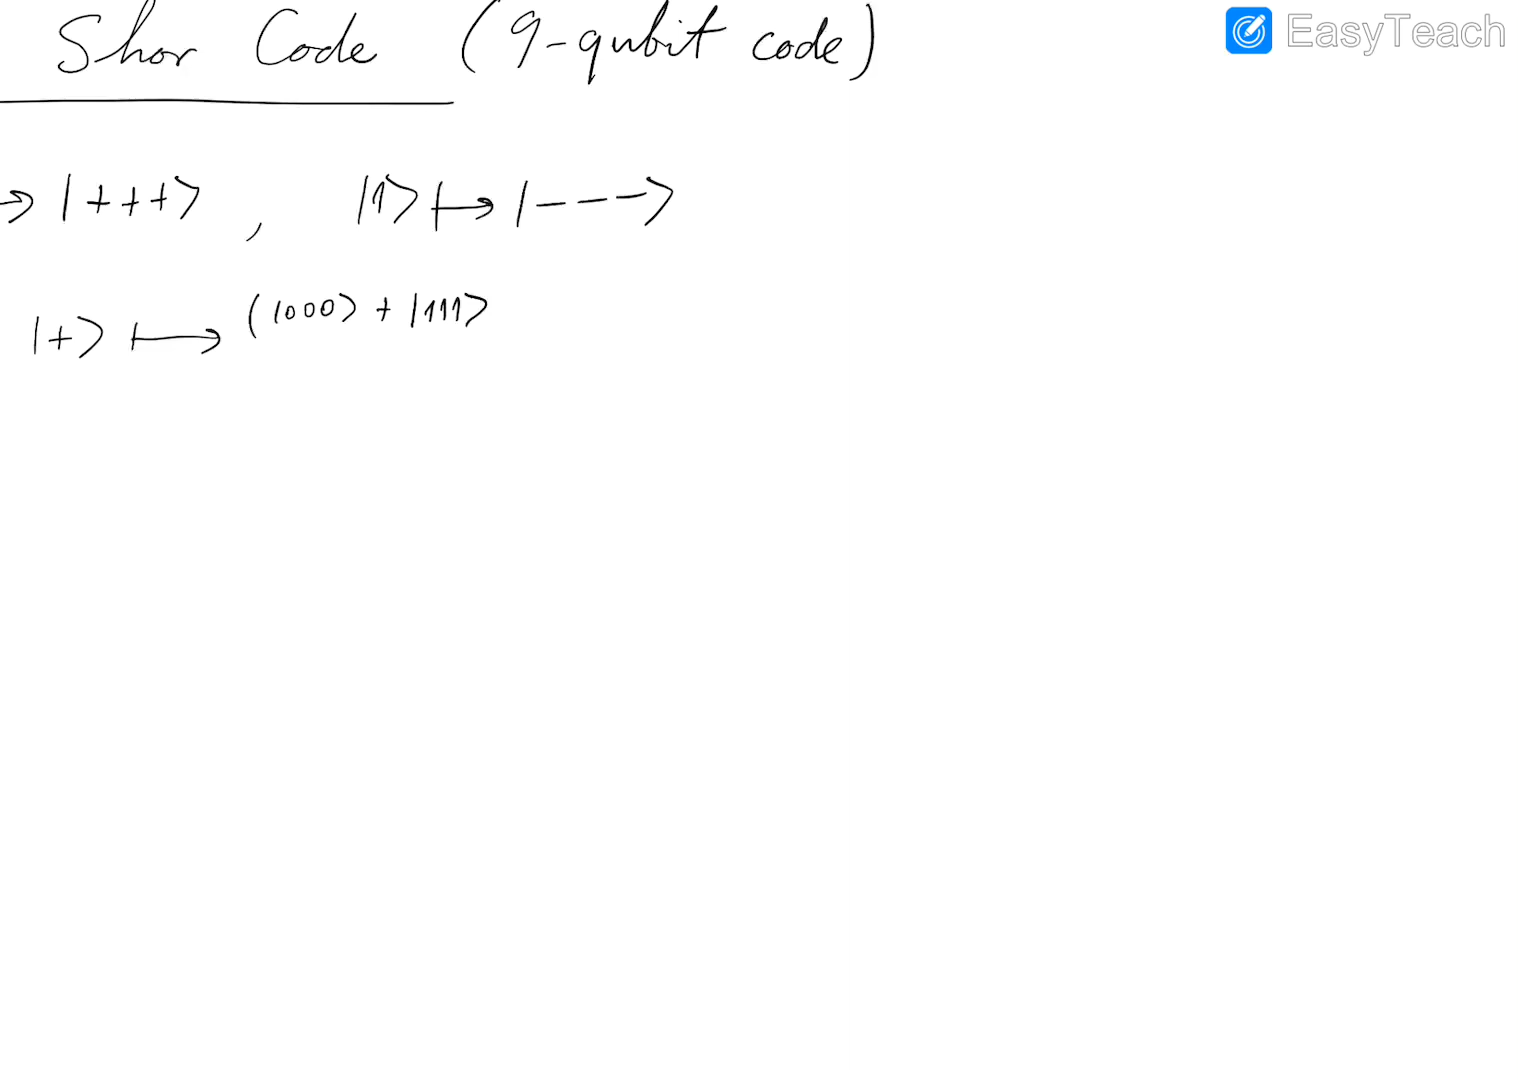 Shor Code (9-qubit code)
EasyTeach
→ |+++⟩ , |1⟩ ↦ |---⟩
|+⟩ ⟼ (|000⟩ + |111⟩